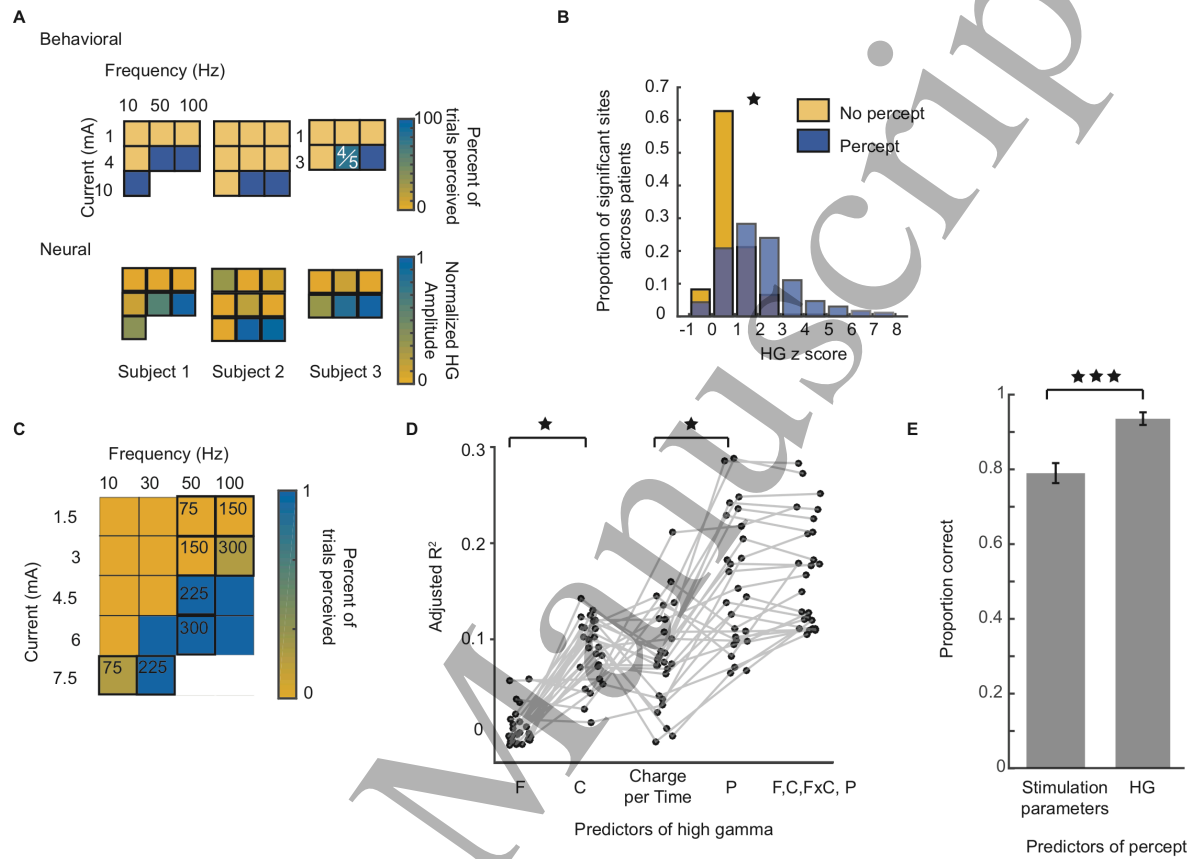 A
Behavioral
Frequency (Hz)
10 50 100
Current (mA)
1
4
10
1
3
4/5
100
0
Percent of
trials perceived
Neural
1
0
Normalized HG
Amplitude
Subject 1
Subject 2
Subject 3
B
Proportion of significant sites
across patients
0.7
0.6
0.5
0.4
0.3
0.2
0.1
0
-1 0 1 2 3 4 5 6 7 8
HG z score
★
No percept
Percept
C
Frequency (Hz)
10 30 50 100
Current (mA)
1.5
3
4.5
6
7.5
75 150
150 300
225
300
75 225
1
0
Percent of
trials perceived
D
Adjusted R²
0.3
0.2
0.1
0
★
★
F
C
Charge
per Time
P
F,C,FxC, P
Predictors of high gamma
E
Proportion correct
1
0.8
0.6
0.4
0.2
0
★★★
Stimulation
parameters
HG
Predictors of percept
Manuscrip